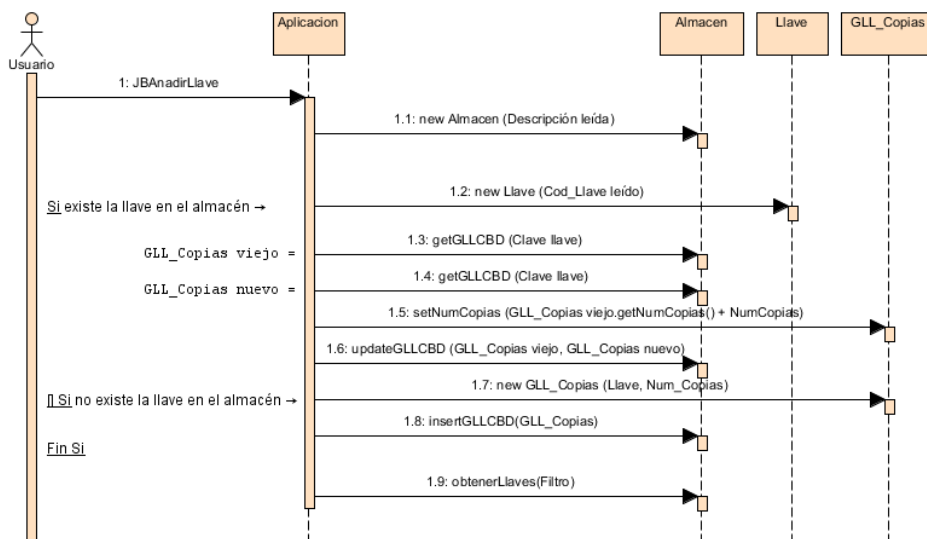 Aplicacion
Almacen
Llave
GLL_Copias
Usuario
1: JBAnadirLlave
1.1: new Almacen (Descripción leída)
1.2: new Llave (Cod_Llave leído)
Si existe la llave en el almacén →
1.3: getGLLCBD (Clave llave)
GLL_Copias viejo =
1.4: getGLLCBD (Clave llave)
GLL_Copias nuevo =
1.5: setNumCopias (GLL_Copias viejo.getNumCopias() + NumCopias)
1.6: updateGLLCBD (GLL_Copias viejo, GLL_Copias nuevo)
1.7: new GLL_Copias (Llave, Num_Copias)
[] Si no existe la llave en el almacén →
1.8: insertGLLCBD(GLL_Copias)
Fin Si
1.9: obtenerLlaves(Filtro)